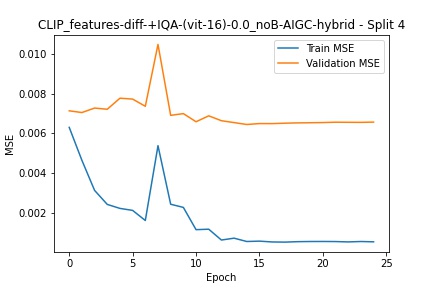 CLIP_features-diff-+IQA-(vit-16)-0.0_noB-AIGC-hybrid - Split 4
Train MSE
Validation MSE
0.010
0.008
0.006
0.004
0.002
MSE
0 5 10 15 20 25
Epoch